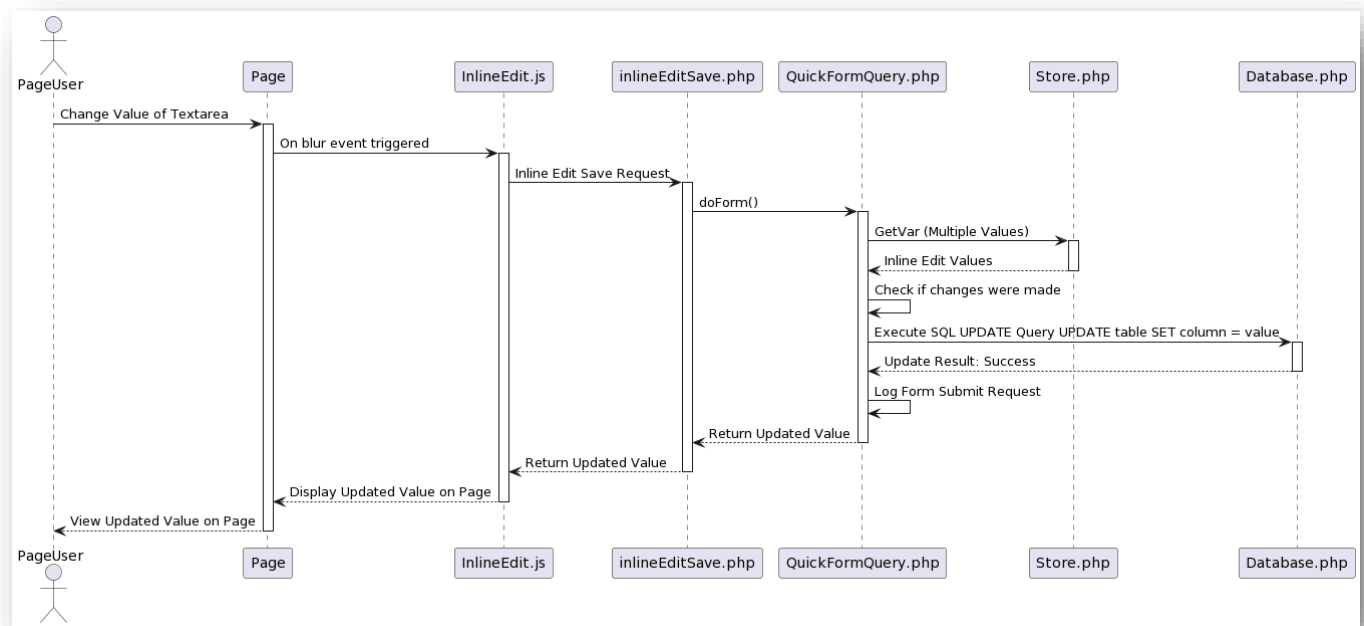 PageUser
Page
InlineEdit.js
inlineEditSave.php
QuickFormQuery.php
Store.php
Database.php
Change Value of Textarea
On blur event triggered
Inline Edit Save Request
doForm()
GetVar (Multiple Values)
Inline Edit Values
Check if changes were made
Execute SQL UPDATE Query UPDATE table SET column = value
Update Result: Success
Log Form Submit Request
Return Updated Value
Return Updated Value
Display Updated Value on Page
View Updated Value on Page
PageUser
Page
InlineEdit.js
inlineEditSave.php
QuickFormQuery.php
Store.php
Database.php